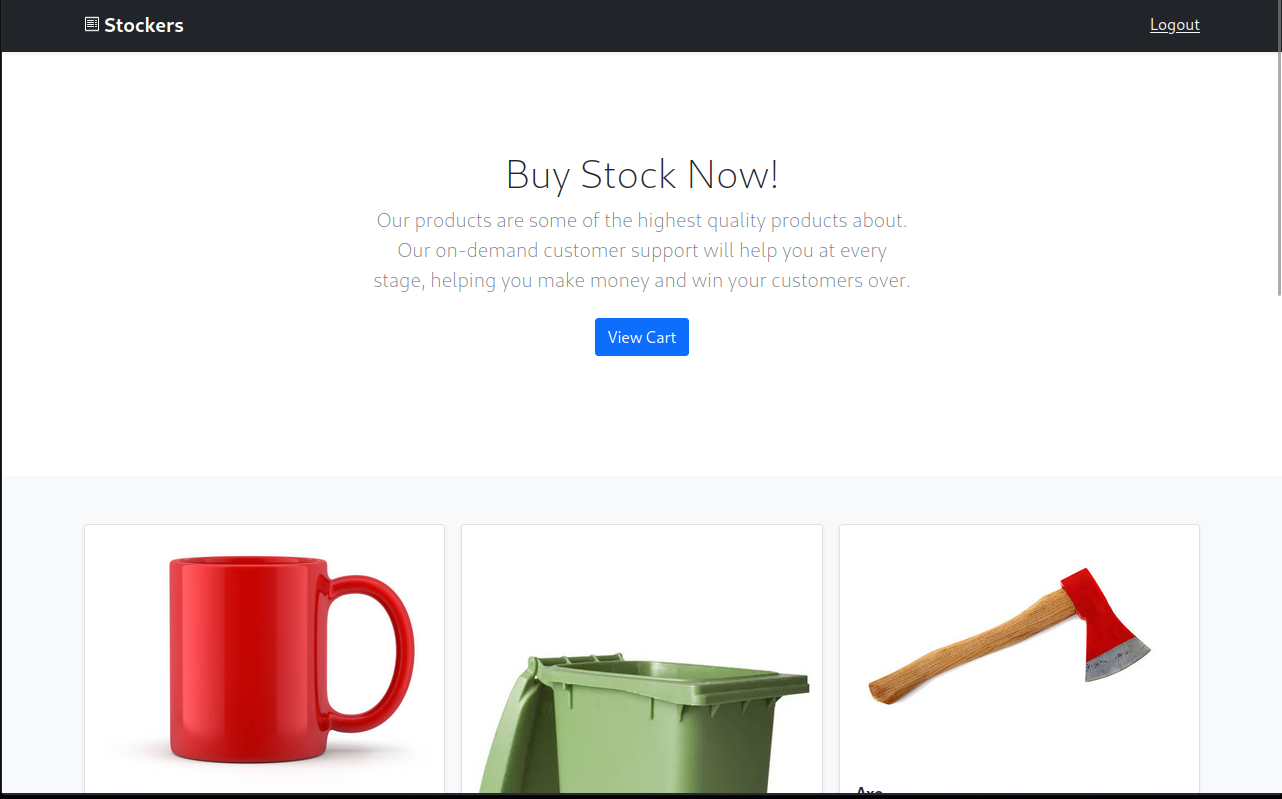 Stockers
Logout
Buy Stock Now!
Our products are some of the highest quality products about.
Our on-demand customer support will help you at every
stage, helping you make money and win your customers over.
View Cart
Axe